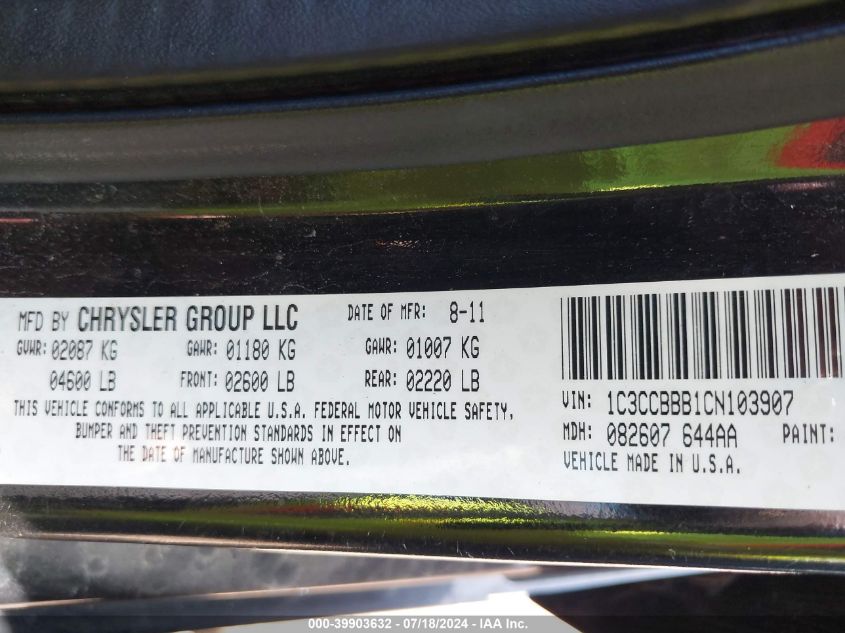 MFD BY CHRYSLER GROUP LLC DATE OF MFR: 8-11
GVWR: 02087 KG GAWR: 01180 KG GAWR: 01007 KG
04600 LB FRONT: 02600 LB REAR: 02220 LB
THIS VEHICLE CONFORMS TO ALL APPLICABLE U.S.A. FEDERAL MOTOR VEHICLE SAFETY,
BUMPER AND THEFT PREVENTION STANDARDS IN EFFECT ON
THE DATE OF MANUFACTURE SHOWN ABOVE.
VIN: 1C3CCBBB1CN103907
MDH: 082607 644AA PAINT:
VEHICLE MADE IN U.S.A.
000-39903632 / 07/18/2024 - IAA Inc.